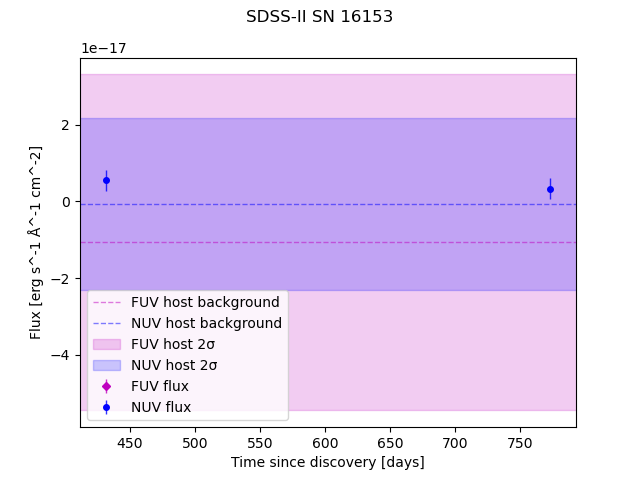 SDSS-II SN 16153
1e−17
Flux [erg s^-1 Å^-1 cm^-2]
2
0
−2
−4
FUV host background
NUV host background
FUV host 2σ
NUV host 2σ
FUV flux
NUV flux
450 500 550 600 650 700 750
Time since discovery [days]